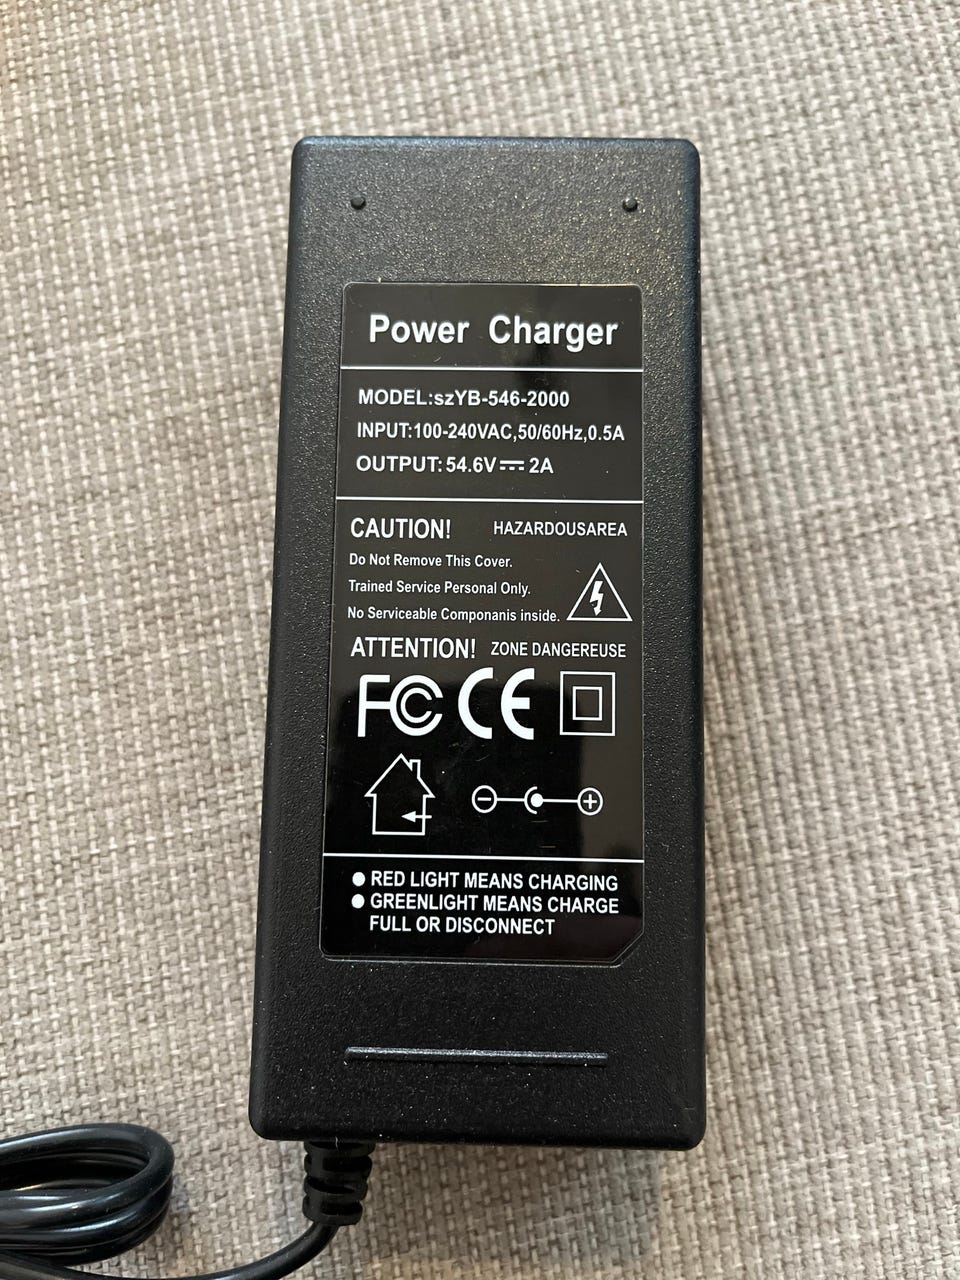 Power Charger
MODEL:szYB-546-2000
INPUT:100-240VAC,50/60Hz,0.5A
OUTPUT: 54.6V⎓2A
CAUTION! HAZARDOUSAREA
Do Not Remove This Cover.
Trained Service Personal Only.
No Serviceable Componanis inside.
ATTENTION! ZONE DANGEREUSE
FC CE
● RED LIGHT MEANS CHARGING
● GREENLIGHT MEANS CHARGE
FULL OR DISCONNECT